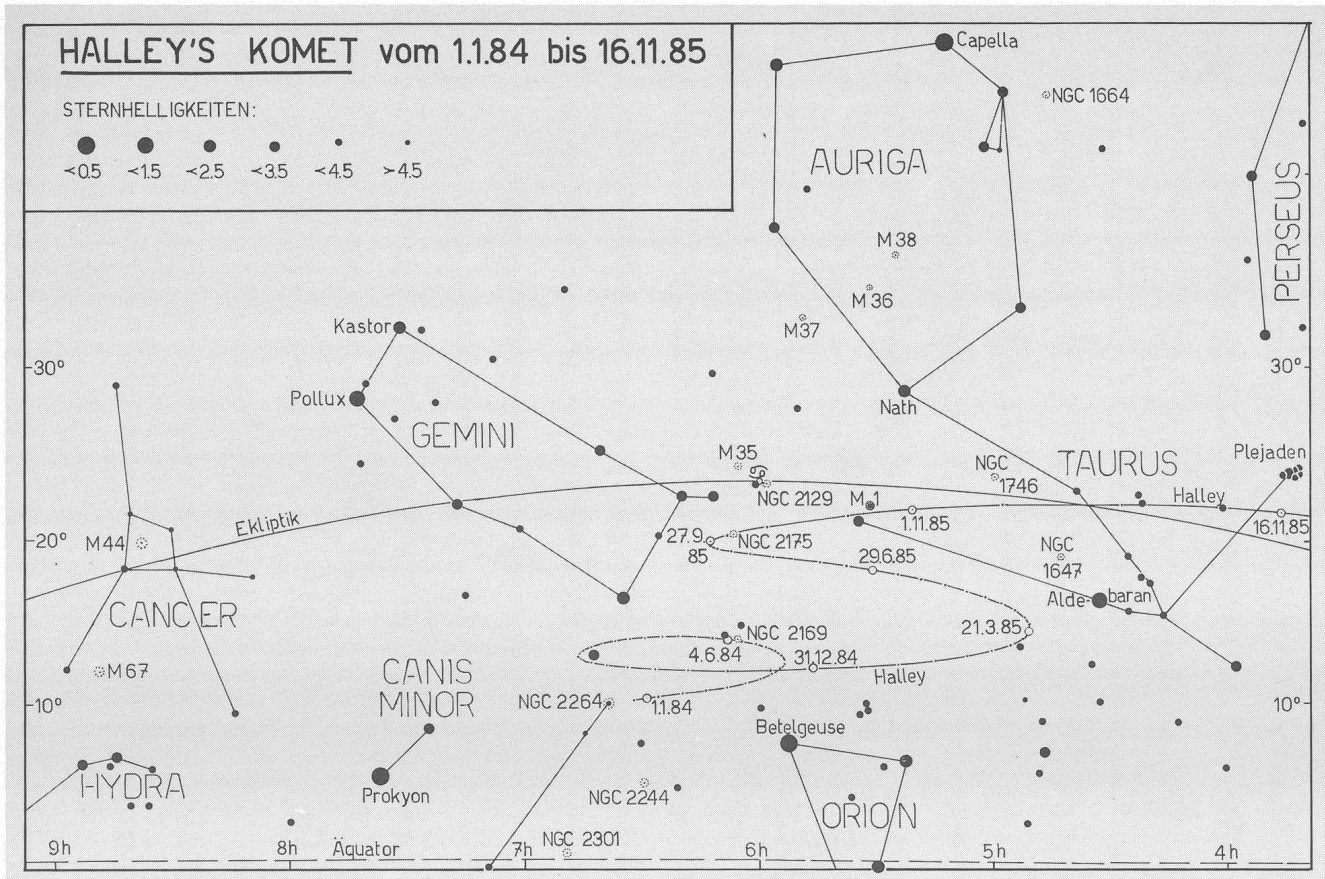 HALLEY'S KOMET vom 1.1.84 bis 16.11.85
STERNHELLIGKEITEN:
<0.5 <1.5 <2.5 <3.5 <4.5 >4.5
Capella
NGC 1664
AURIGA
PERSEUS
M 38
M 36
M37
Kastor
30°
30°
Pollux
Nath
GEMINI
M 35
♋
NGC 2129
NGC
1746
TAURUS
Plejaden
Ekliptik
M 1
Halley
1.11.85
16.11.85
27.9.
85
NGC 2175
20°
20°
M 44
29.6.85
NGC
1647
Aldebaran
CANCER
NGC 2169
21.3.85
4.6.84
31.12.84
Halley
M67
CANIS
MINOR
NGC 2264
1.1.84
10°
10°
Betelgeuse
HYDRA
Prokyon
NGC 2244
ORION
NGC 2301
9h 8h Äquator 7h 6h 5h 4h